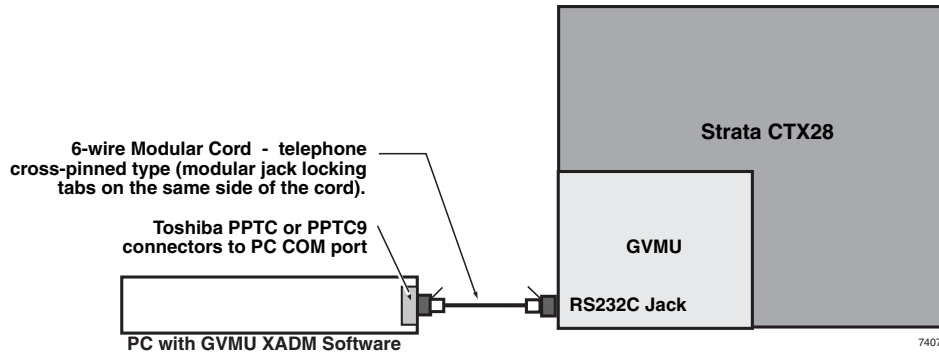 Strata CTX28
6-wire Modular Cord - telephone
cross-pinned type (modular jack locking
tabs on the same side of the cord).
Toshiba PPTC or PPTC9
connectors to PC COM port
GVMU
RS232C Jack
PC with GVMU XADM Software
7407